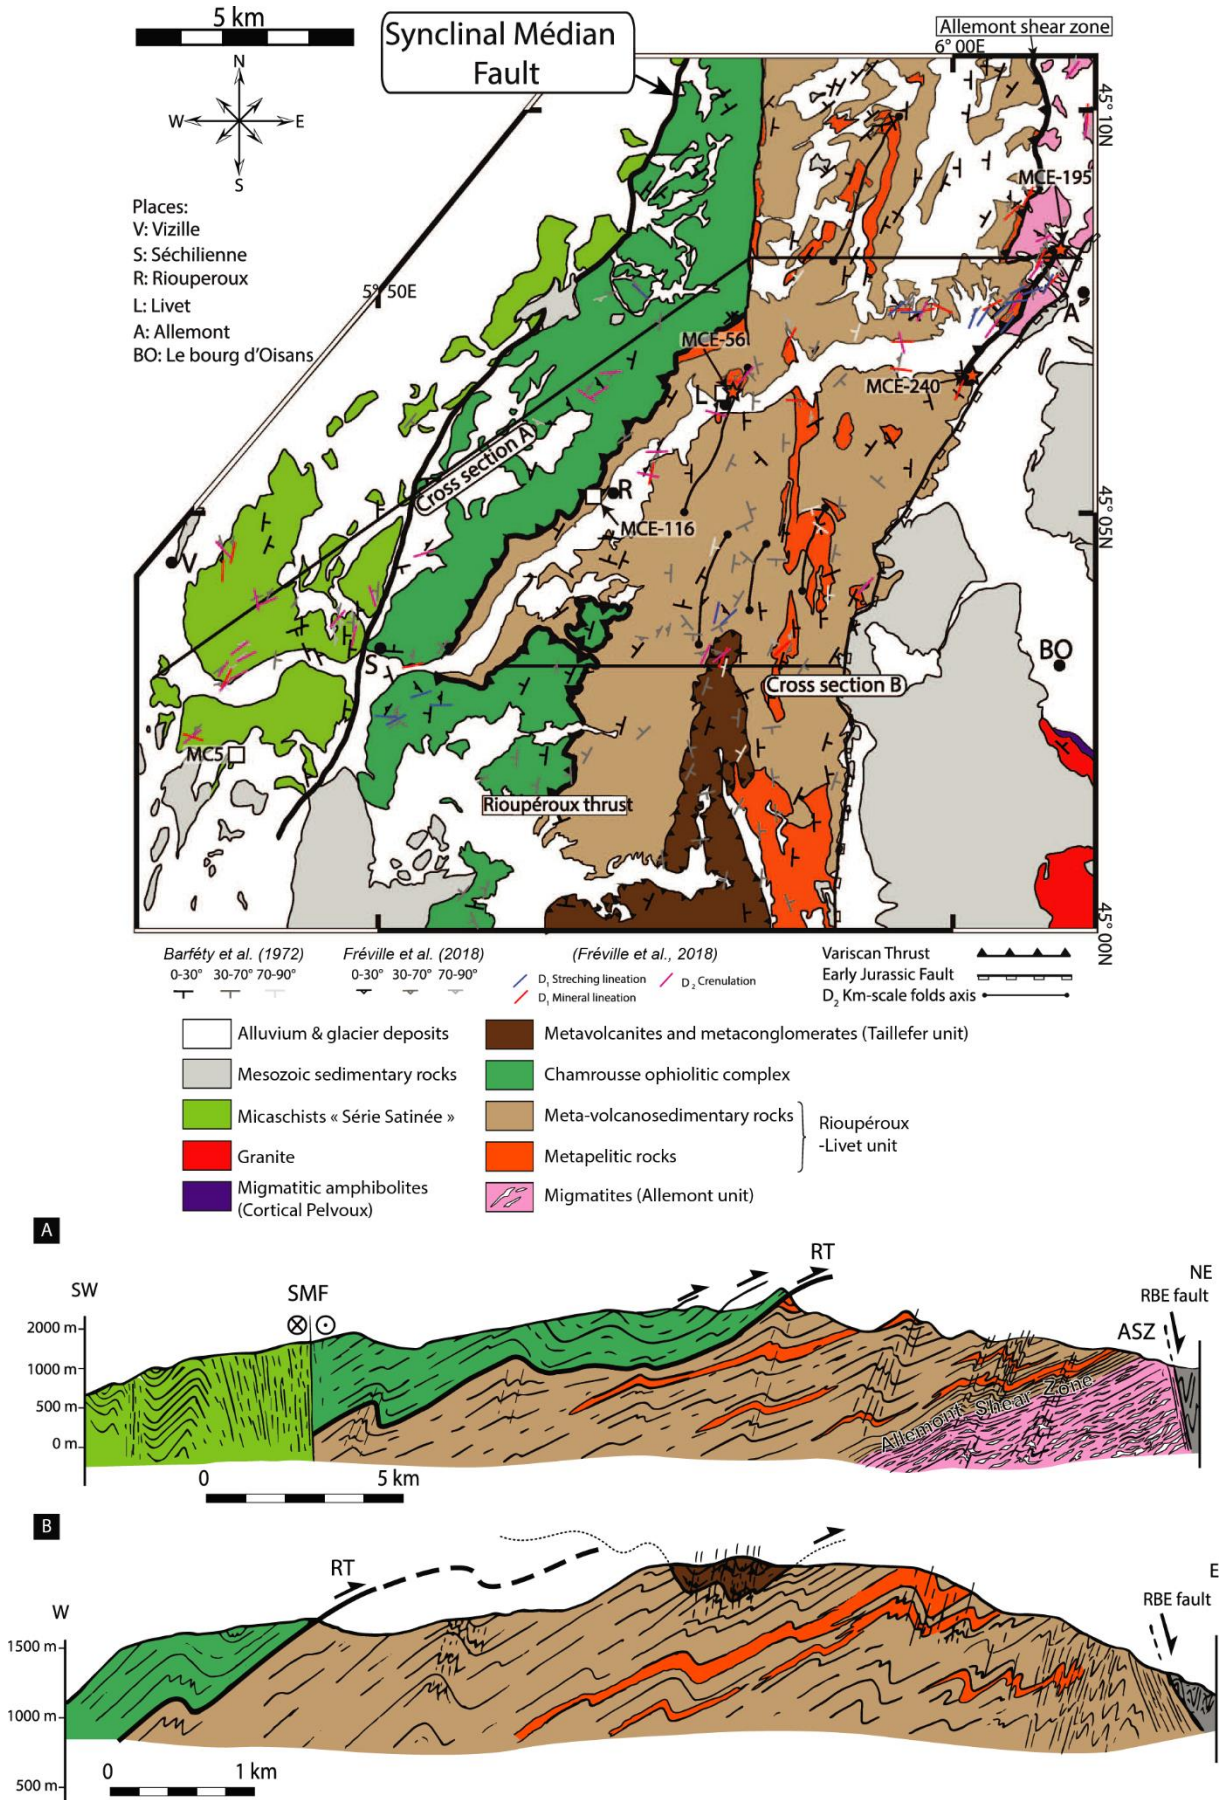 5 km
Synclinal Médian
Fault
Allemont shear zone
6° 00E
N
W
E
S
45° 10N
MCE-195
Places:
V: Vizille
S: Séchilienne
R: Riouperoux
L: Livet
A: Allemont
BO: Le bourg d'Oisans
5° 50E
A
MCE-56
L
MCE-240
Cross section A
R
MCE-116
45° 05N
V
S
BO
Cross section B
MC5
Rioupéroux thrust
45° 00N
Barféty et al. (1972)
0-30° 30-70° 70-90°
Fréville et al. (2018)
0-30° 30-70° 70-90°
(Fréville et al., 2018)
D1 Streching lineation
D2 Crenulation
D1 Mineral lineation
Variscan Thrust
Early Jurassic Fault
D2 Km-scale folds axis
Alluvium & glacier deposits
Mesozoic sedimentary rocks
Micaschists « Série Satinée »
Granite
Migmatitic amphibolites
(Cortical Pelvoux)
Metavolcanites and metaconglomerates (Taillefer unit)
Chamrousse ophiolitic complex
Meta-volcanosedimentary rocks
Metapelitic rocks
Rioupéroux
-Livet unit
Migmatites (Allemont unit)
A
SW
SMF
RT
NE
RBE fault
ASZ
2000 m
1000 m
500 m
0 m
Allemont Shear Zone
0 5 km
B
RT
E
RBE fault
W
1500 m
1000 m
500 m
0 1 km